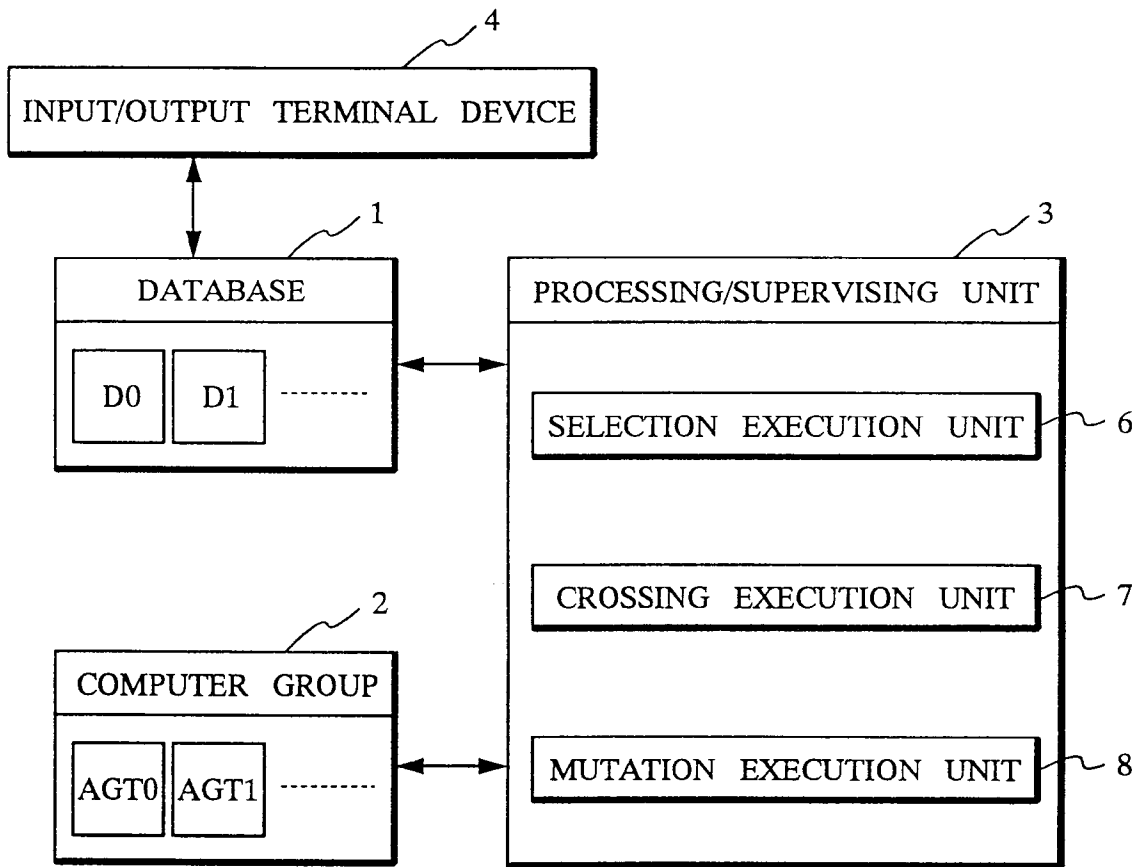 4
INPUT/OUTPUT TERMINAL DEVICE
1
3
DATABASE
PROCESSING/SUPERVISING UNIT
D0 D1
SELECTION EXECUTION UNIT
6
CROSSING EXECUTION UNIT
7
2
COMPUTER GROUP
AGT0 AGT1
MUTATION EXECUTION UNIT
8